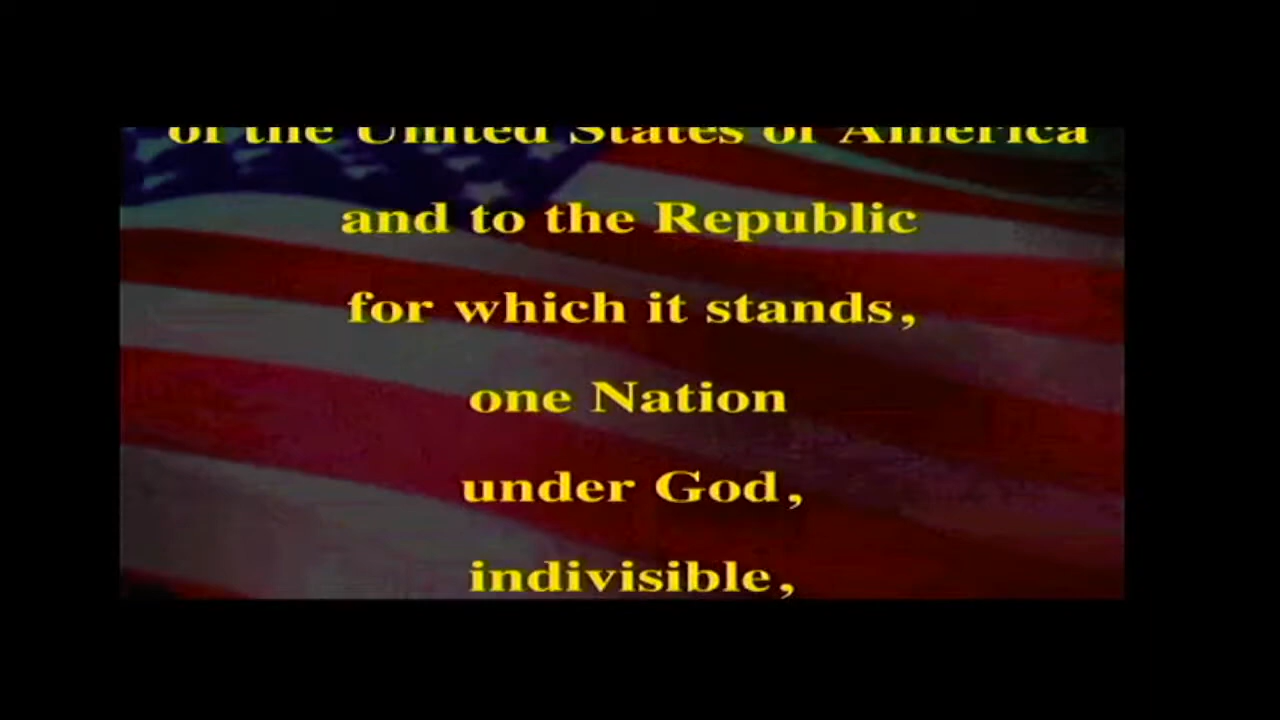 of the United States of America
and to the Republic
for which it stands,
one Nation
under God,
indivisible,